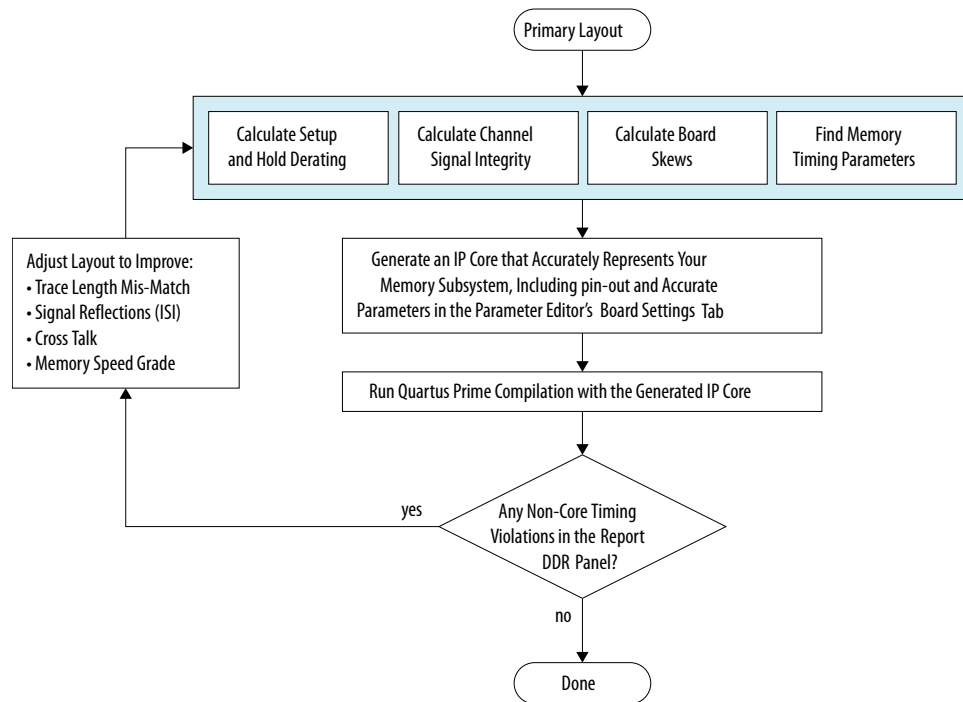 Primary Layout
Calculate Setup
and Hold Derating
Calculate Channel
Signal Integrity
Calculate Board
Skews
Find Memory
Timing Parameters
Adjust Layout to Improve:
• Trace Length Mis-Match
• Signal Reflections (ISI)
• Cross Talk
• Memory Speed Grade
Generate an IP Core that Accurately Represents Your
Memory Subsystem, Including pin-out and Accurate
Parameters in the Parameter Editor's Board Settings Tab
Run Quartus Prime Compilation with the Generated IP Core
yes
Any Non-Core Timing
Violations in the Report
DDR Panel?
no
Done